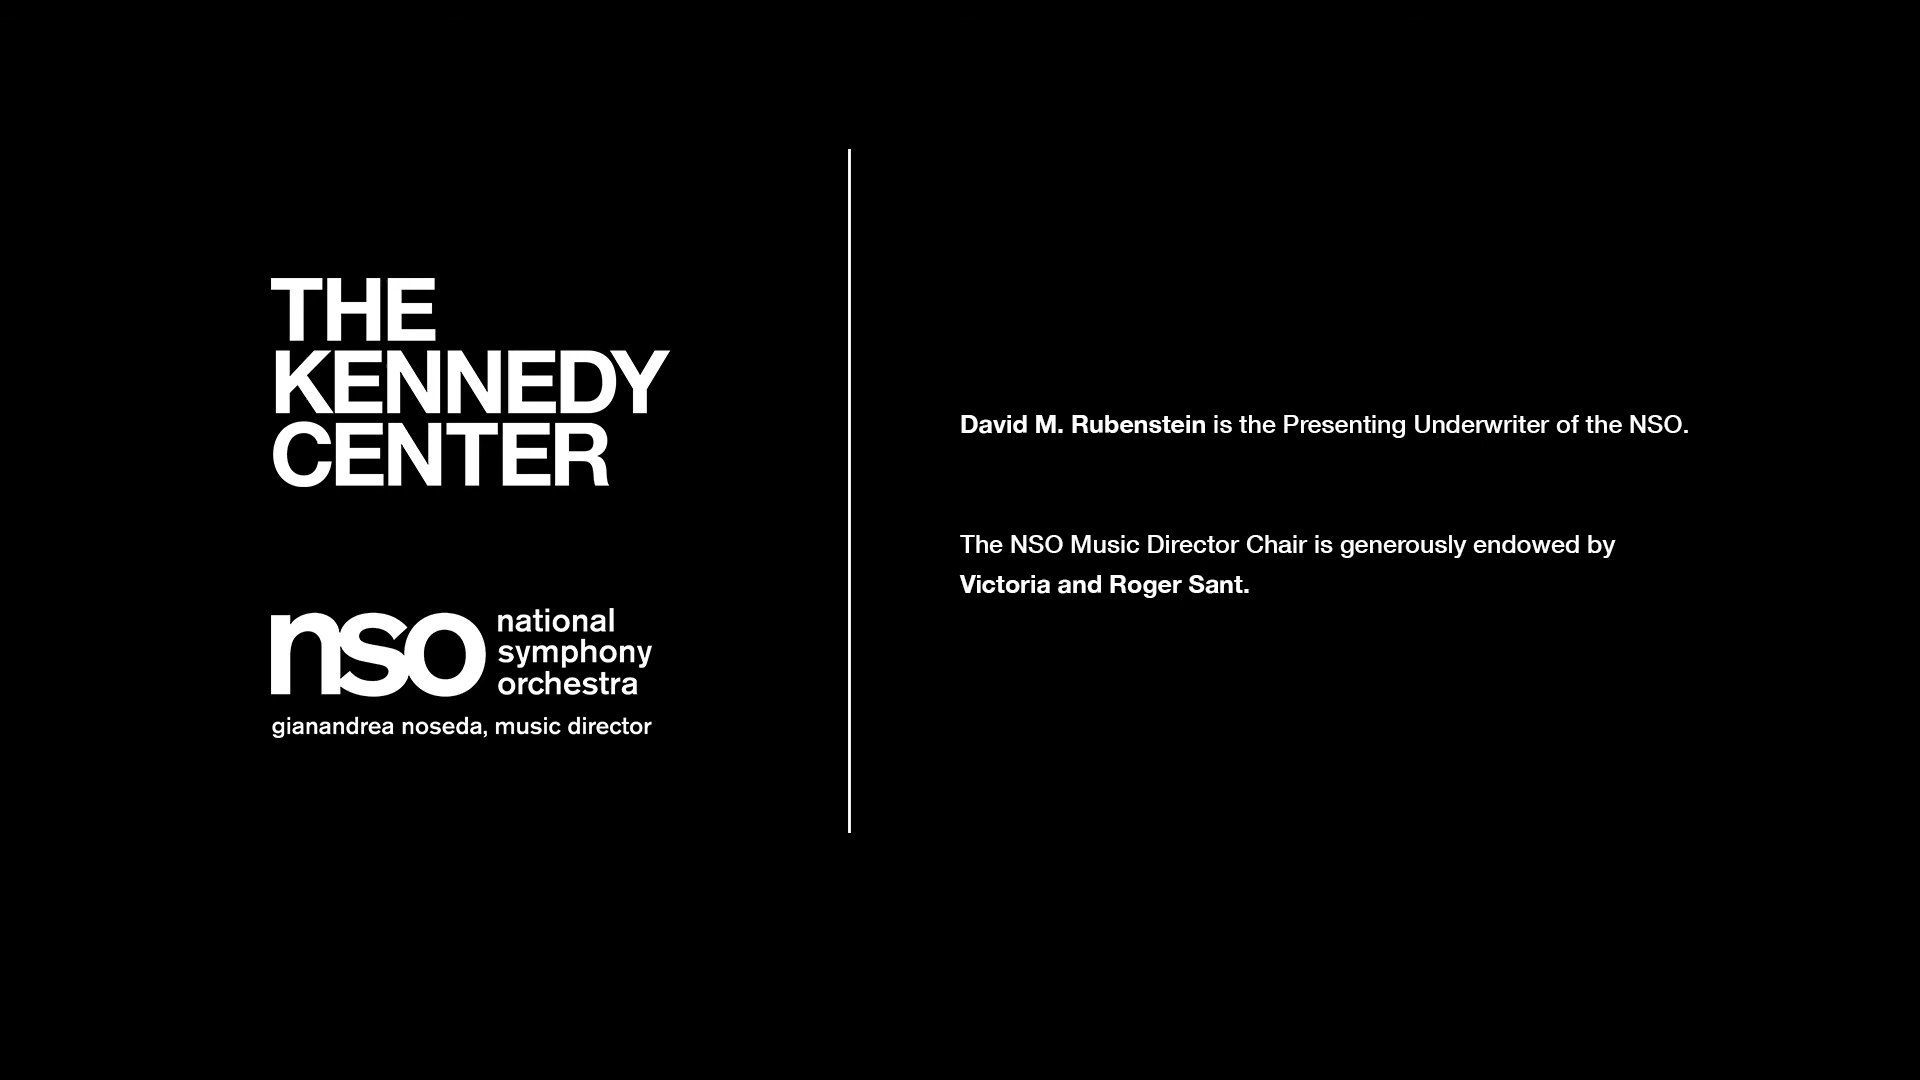 THE
KENNEDY
CENTER
nso national
symphony
orchestra
gianandrea noseda, music director
David M. Rubenstein is the Presenting Underwriter of the NSO.
The NSO Music Director Chair is generously endowed by
Victoria and Roger Sant.